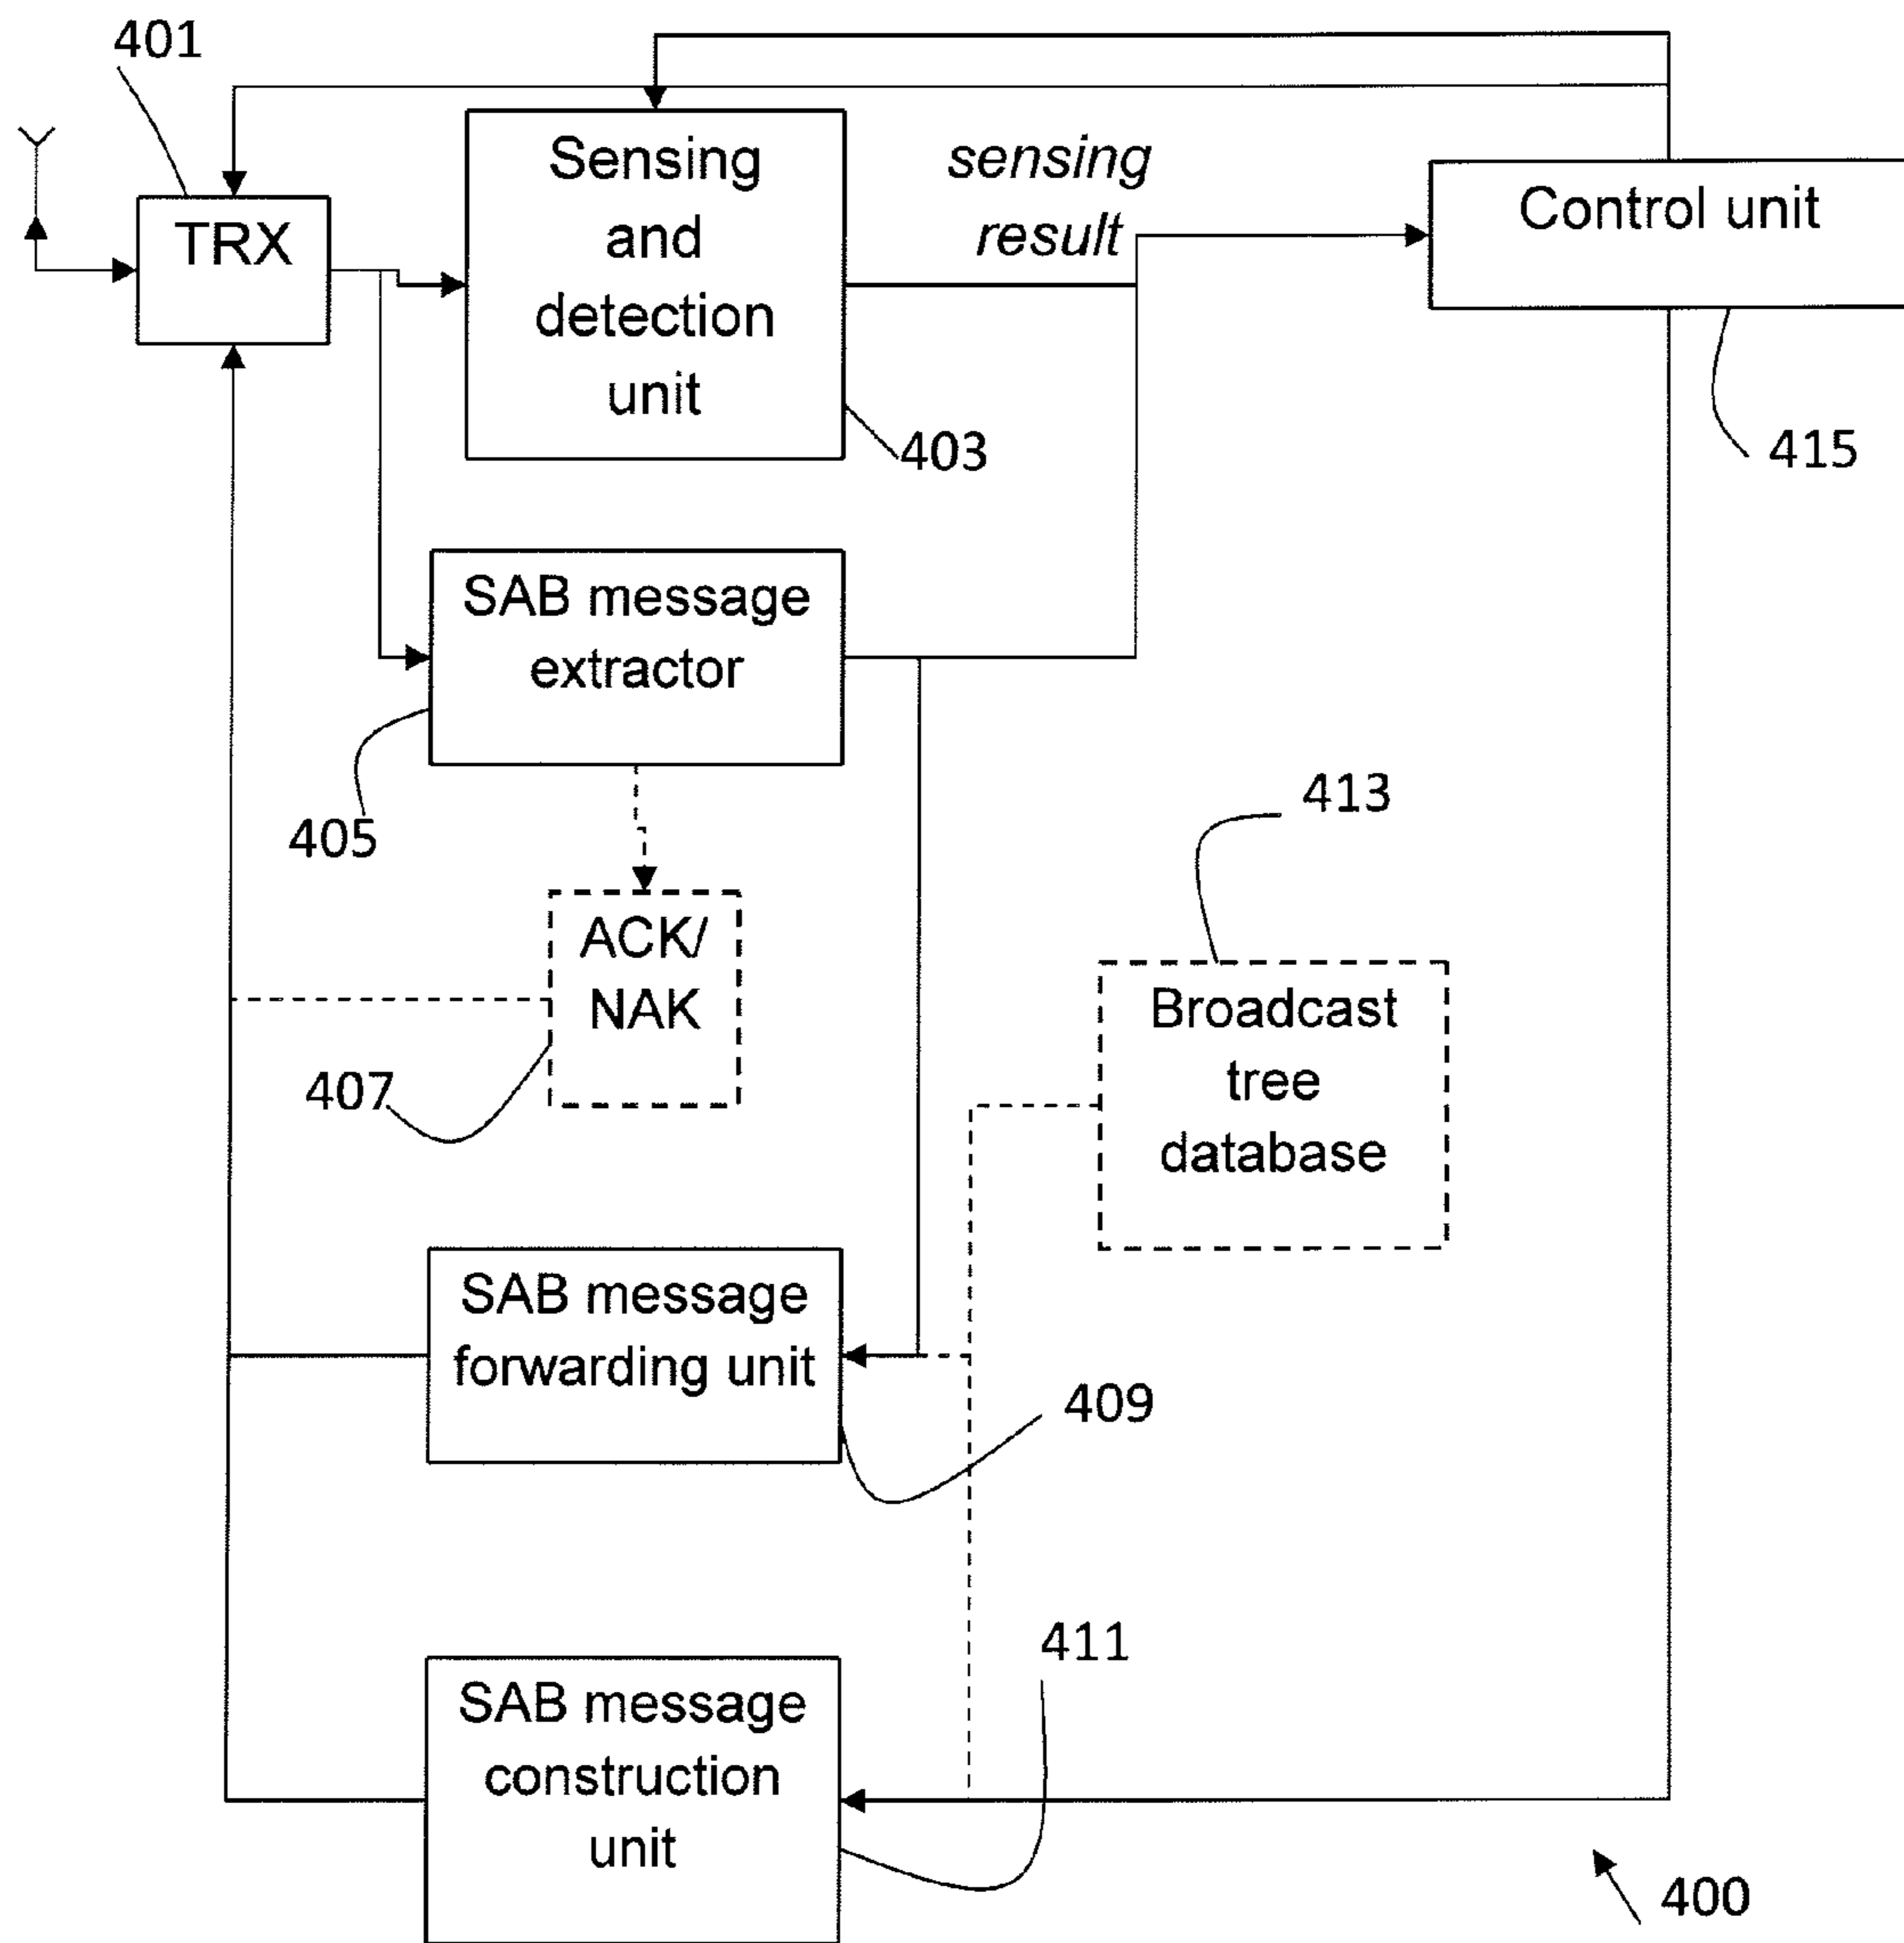 401
TRX
Sensing
and
detection
unit
403
sensing
result
Control unit
415
SAB message
extractor
405
ACK/
NAK
407
413
Broadcast
tree
database
SAB message
forwarding unit
409
SAB message
construction
unit
411
400